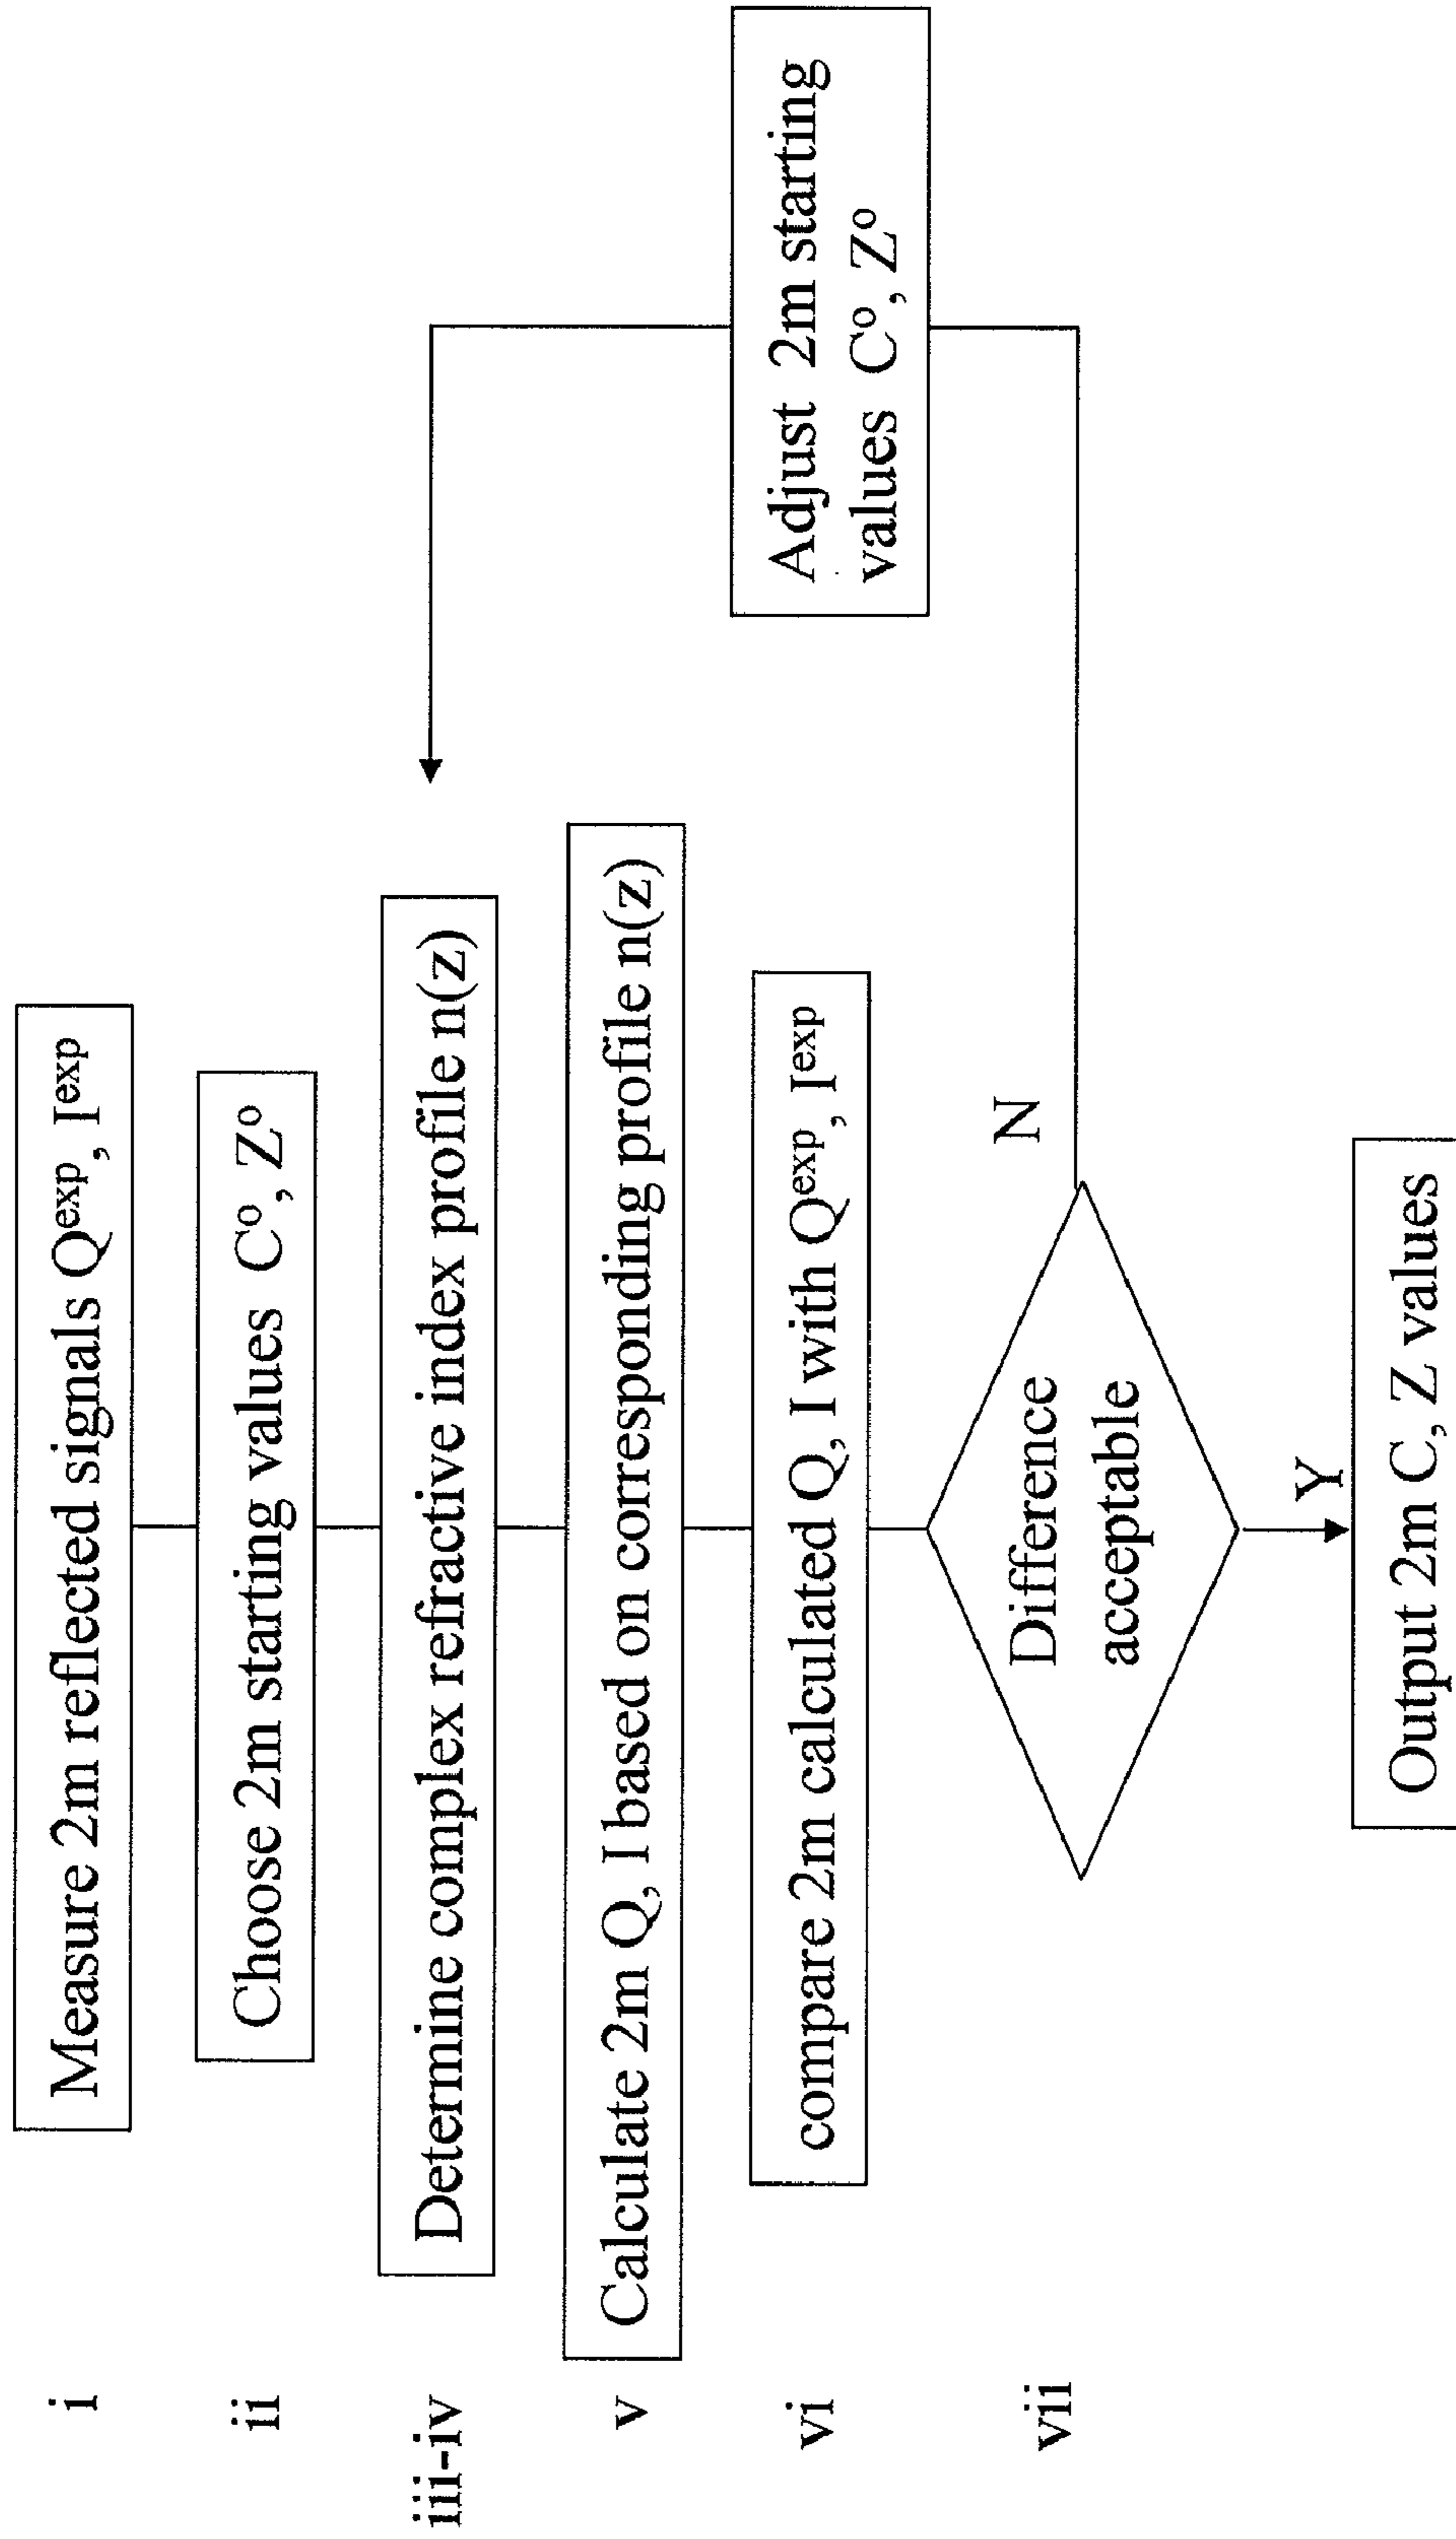 i
Measure 2m reflected signals Q^exp, I^exp
ii
Choose 2m starting values C^o, Z^o
iii-iv
Determine complex refractive index profile n(z)
v
Calculate 2m Q, I based on corresponding profile n(z)
vi
compare 2m calculated Q, I with Q^exp, I^exp
vii
Difference
acceptable
N
Adjust 2m starting
values C^o, Z^o
Y
Output 2m C, Z values